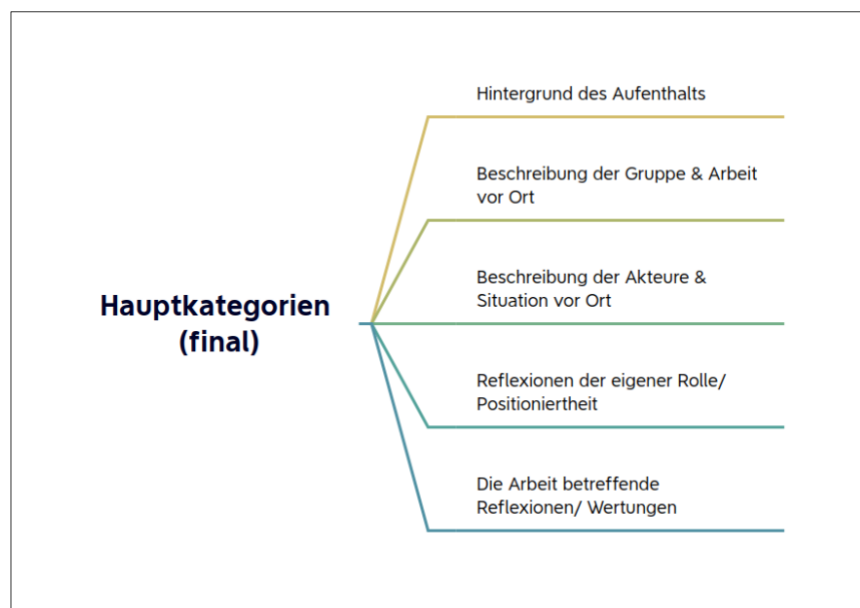 Hintergrund des Aufenthalts
Beschreibung der Gruppe & Arbeit
vor Ort
Beschreibung der Akteure &
Situation vor Ort
Hauptkategorien
(final)
Reflexionen der eigener Rolle/
Positioniertheit
Die Arbeit betreffende
Reflexionen/ Wertungen